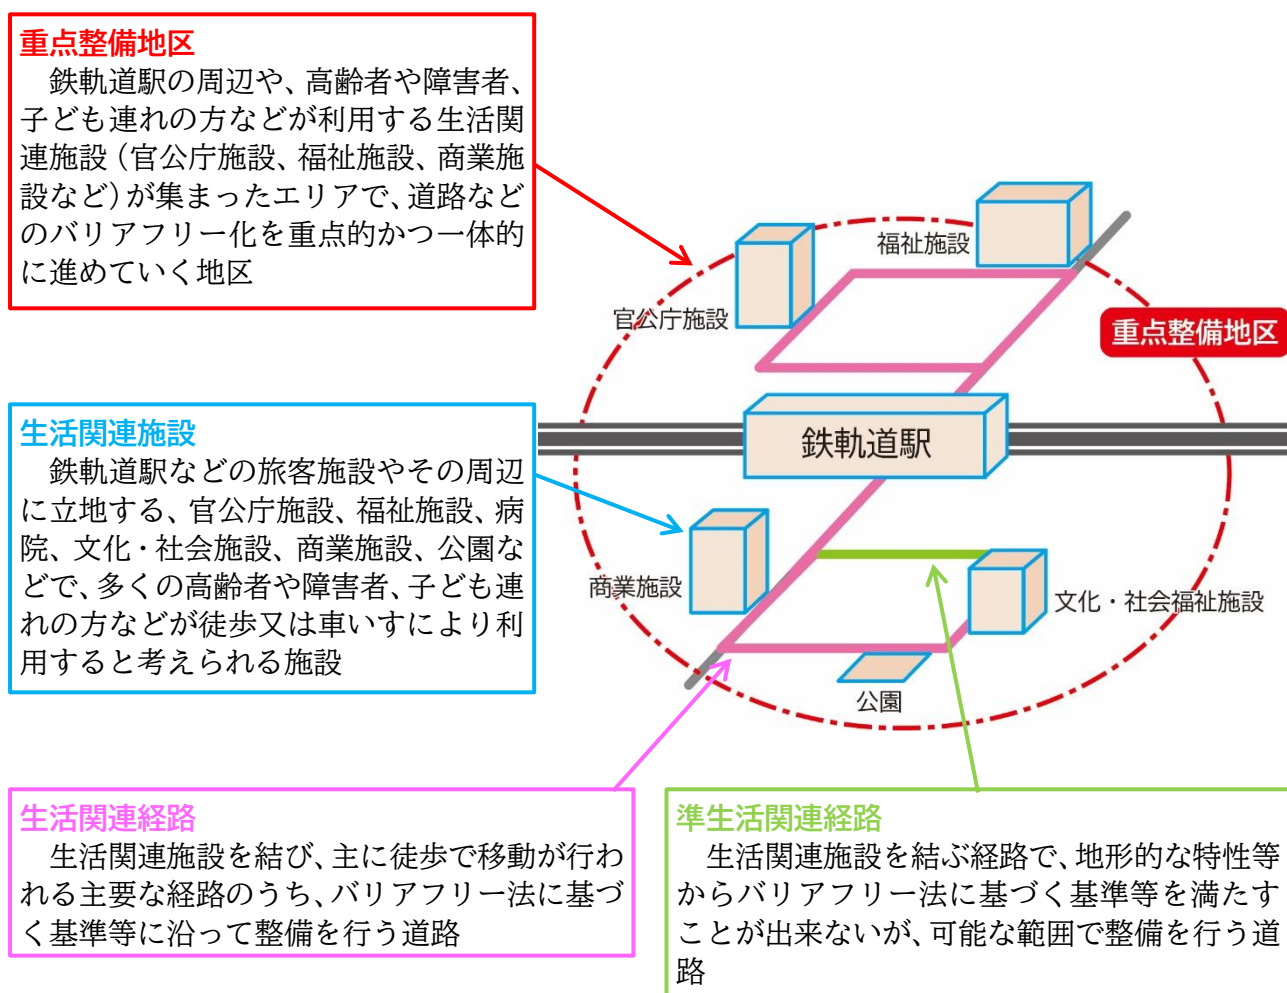 重点整備地区
鉄軌道駅の周辺や、高齢者や障害者、
子ども連れの方などが利用する生活関
連施設（官公庁施設、福祉施設、商業施
設など）が集まったエリアで、道路など
のバリアフリー化を重点的かつ一体的
に進めていく地区
福祉施設
官公庁施設
重点整備地区
生活関連施設
鉄軌道駅などの旅客施設やその周辺
に立地する、官公庁施設、福祉施設、病
院、文化・社会施設、商業施設、公園な
どで、多くの高齢者や障害者、子ども連
れの方などが徒歩又は車いすにより利
用すると考えられる施設
鉄軌道駅
商業施設
文化・社会福祉施設
公園
生活関連経路
生活関連施設を結び、主に徒歩で移動が行わ
れる主要な経路のうち、バリアフリー法に基づ
く基準等に沿って整備を行う道路
準生活関連経路
生活関連施設を結ぶ経路で、地形的な特性等
からバリアフリー法に基づく基準等を満たす
ことが出来ないが、可能な範囲で整備を行う道
路